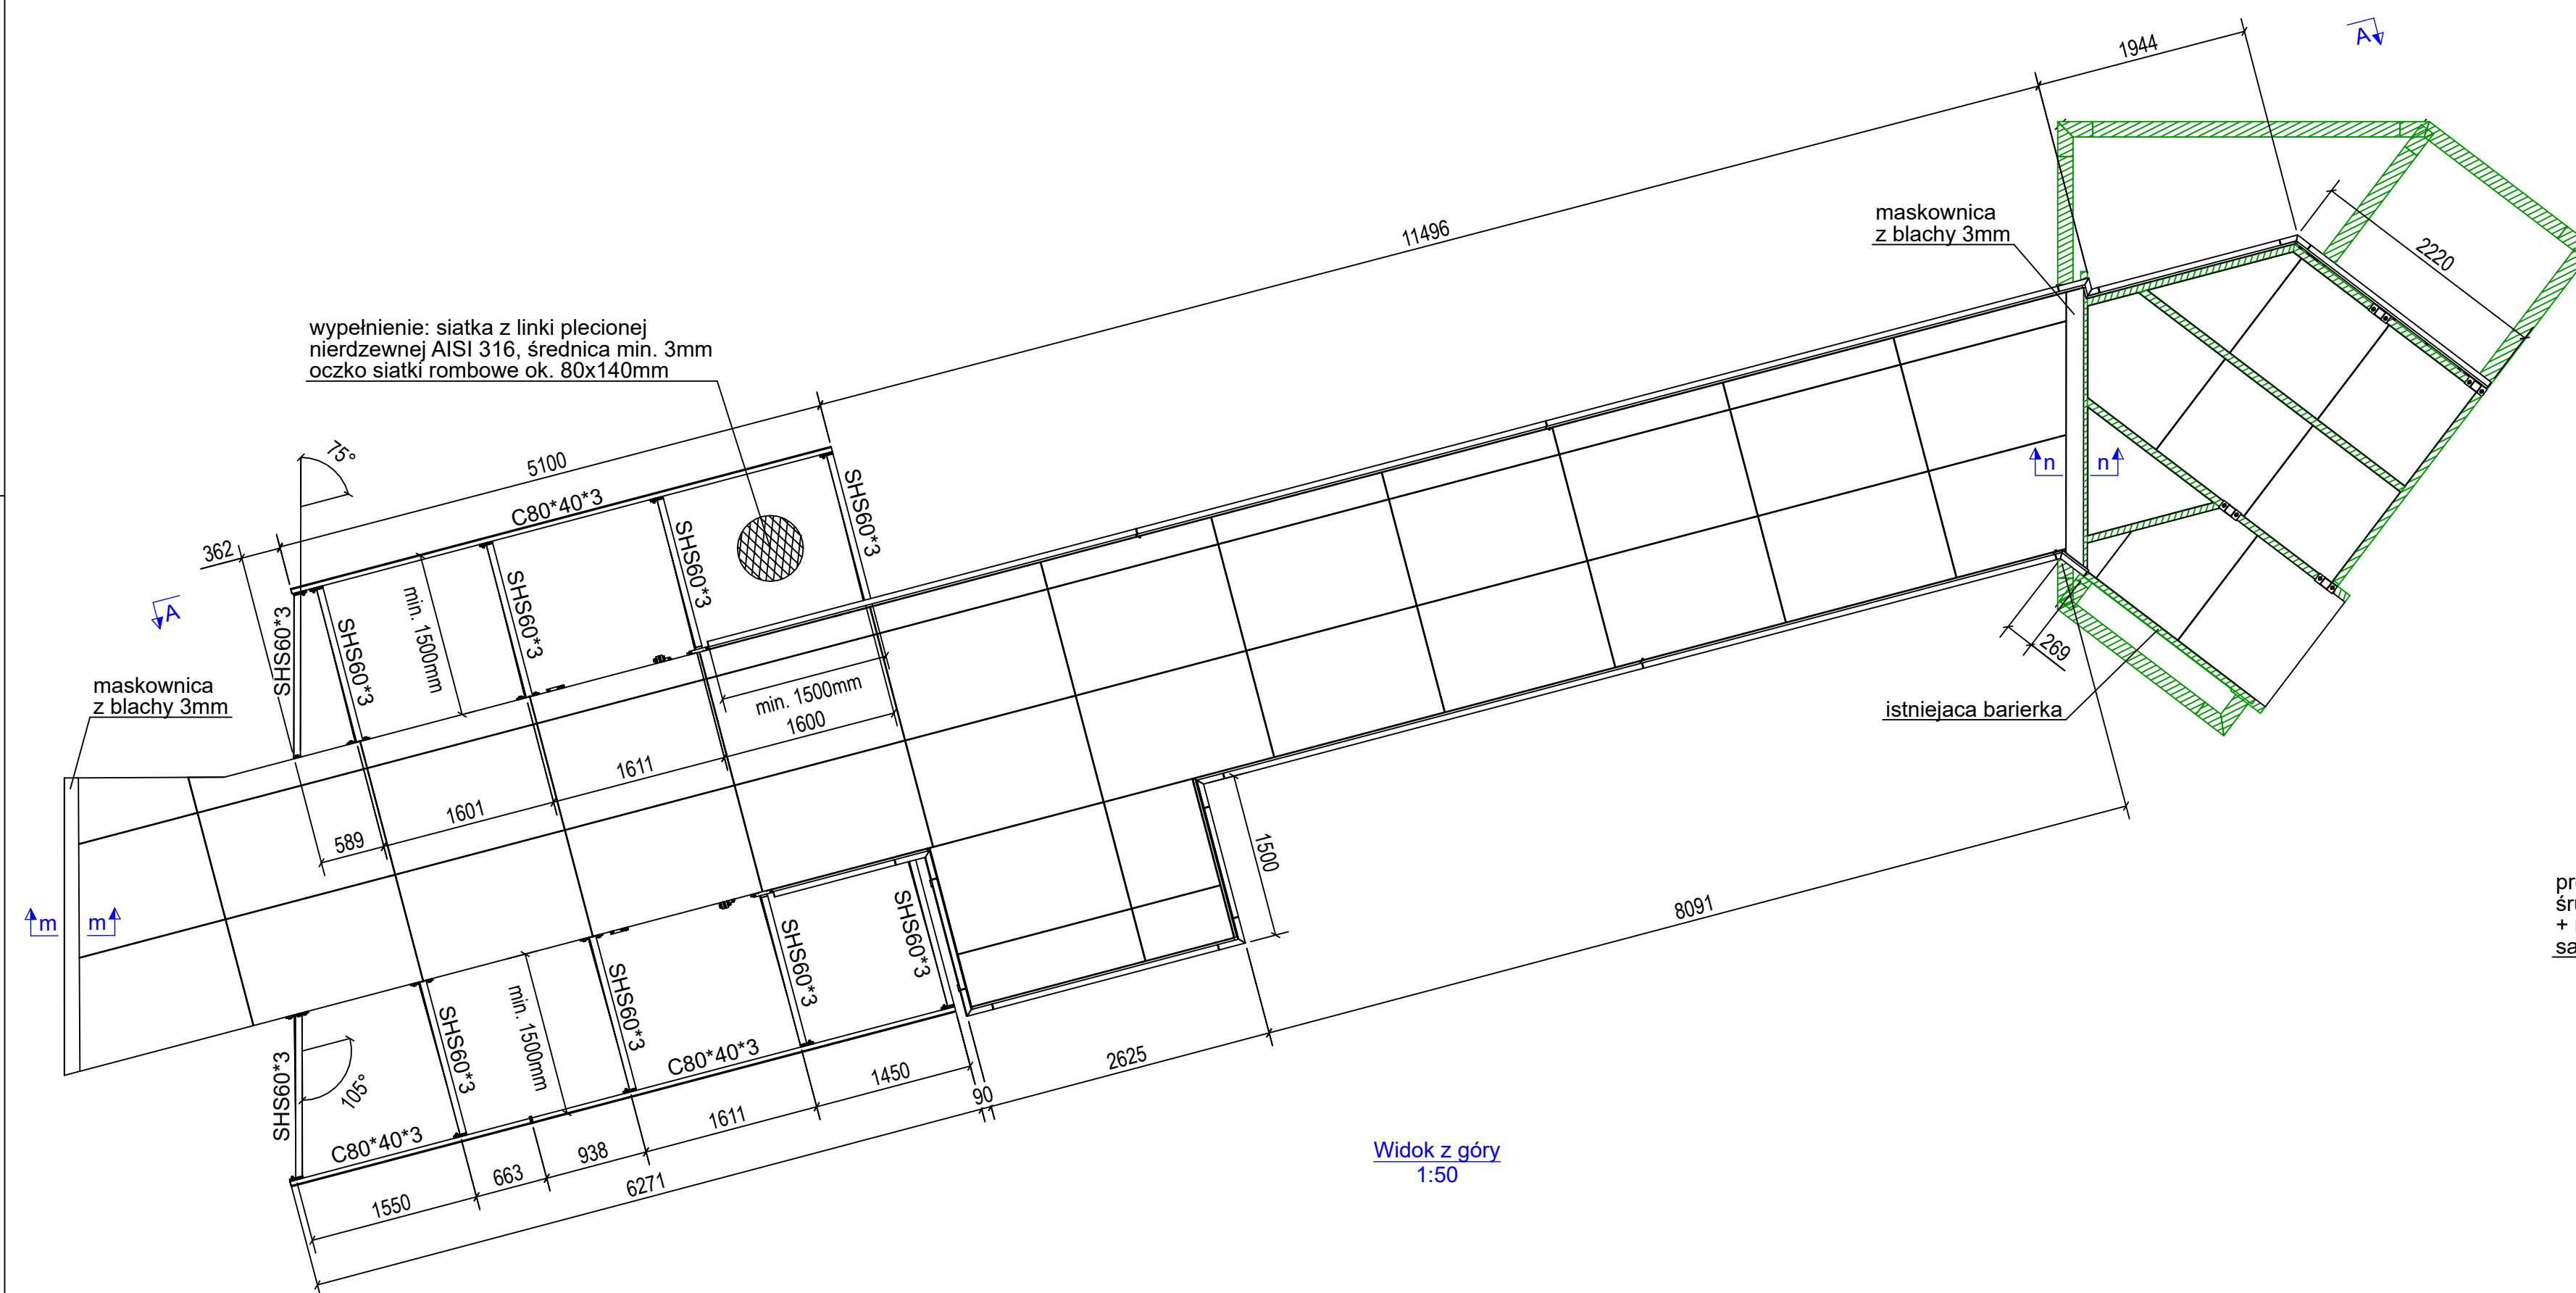 A
1944
11496
maskownica
z blachy 3mm
2220
wypełnienie: siatka z linki plecionej
nierdzewnej AISI 316, średnica min. 3mm
oczko siatki rombowe ok. 80x140mm
75°
5100
C80*40*3
362
SHS60*3
SHS60*3
SHS60*3
SHS60*3
SHS60*3
min. 1500mm
A
n
n
maskownica
z blachy 3mm
min. 1500mm
1600
1611
1601
589
269
istniejaca barierka
1500
8091
m
m
SHS60*3
SHS60*3
SHS60*3
SHS60*3
SHS60*3
min. 1500mm
105°
C80*40*3
C80*40*3
1450
90
2625
1611
938
663
1550
6271
Widok z góry
1:50
+